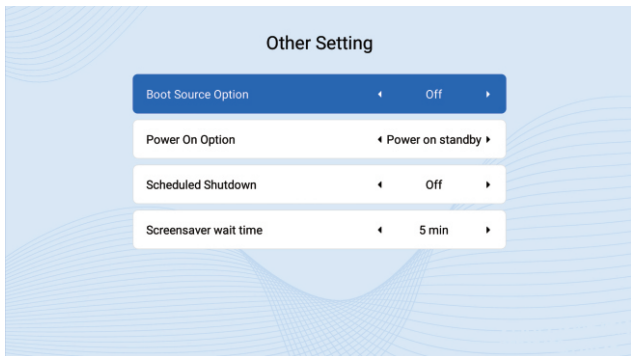 Other Setting
Boot Source Option Off
Power On Option Power on standby
Scheduled Shutdown Off
Screensaver wait time 5 min